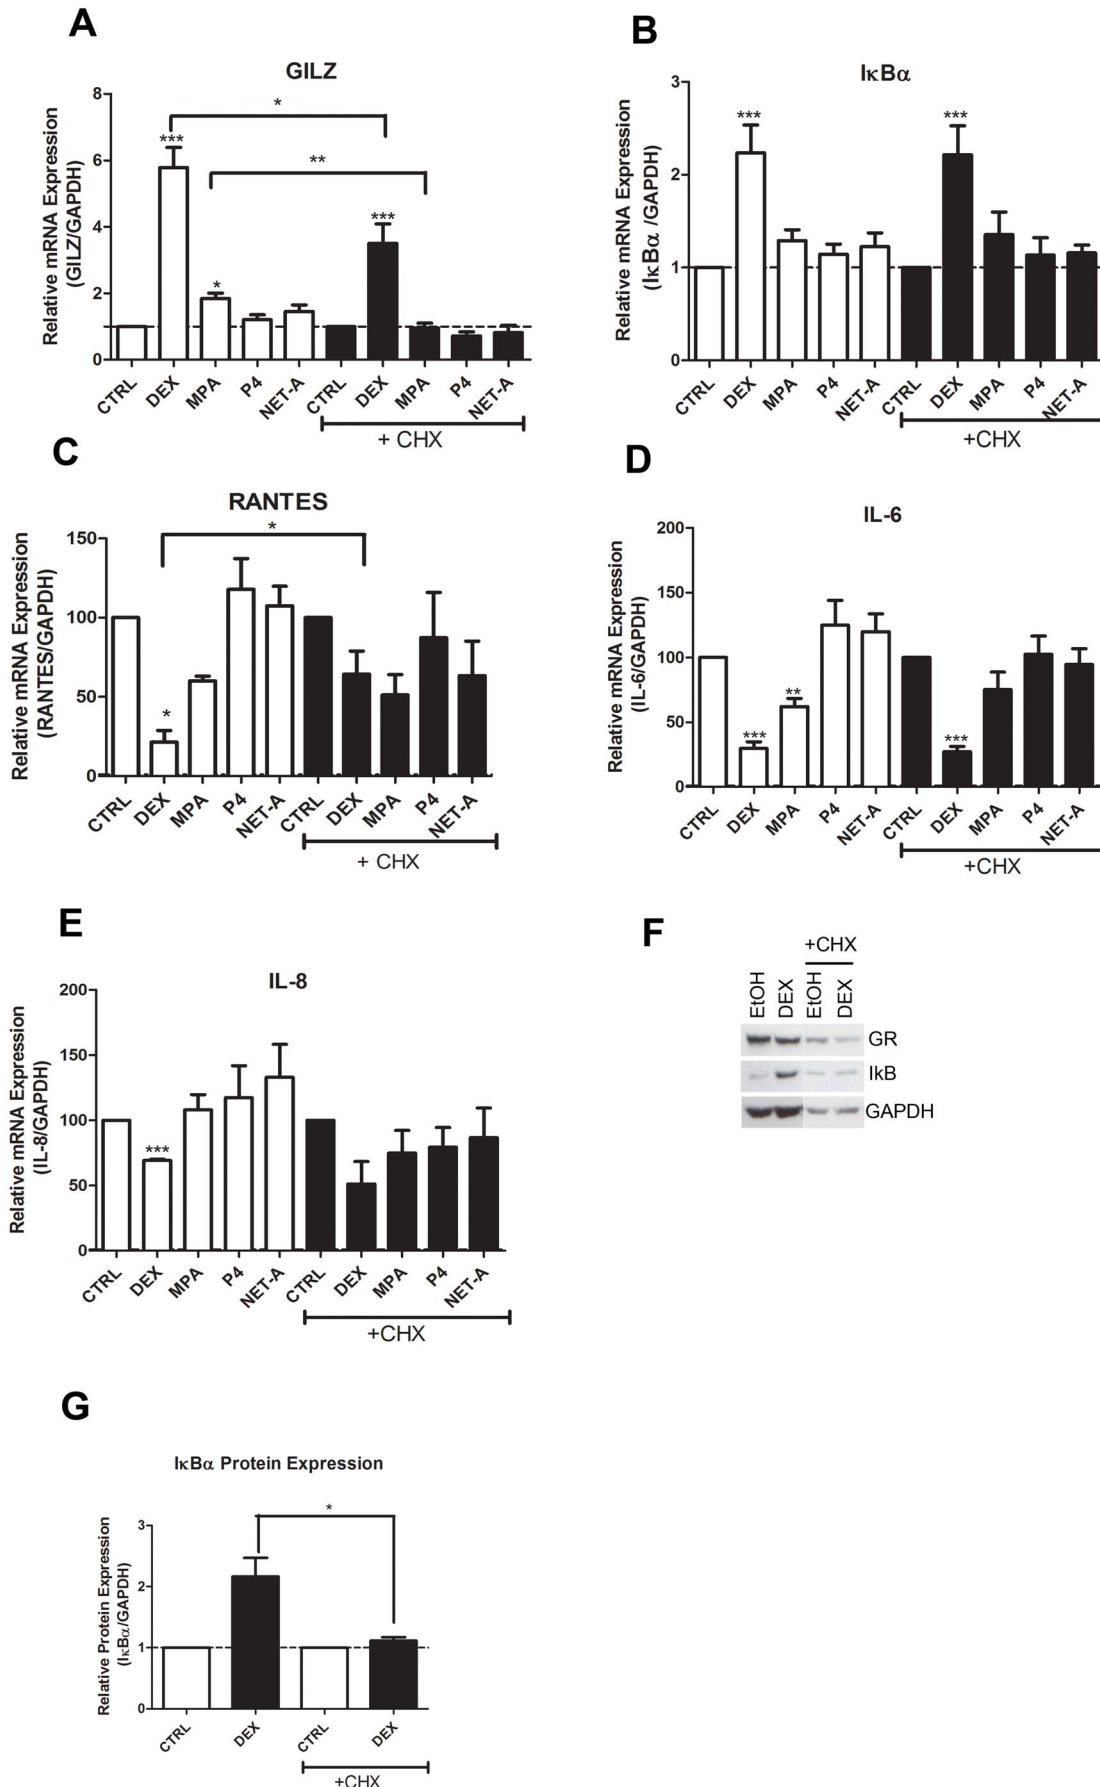 A
GILZ
Relative mRNA Expression
(GILZ/GAPDH)
8
6
4
2
0
*
**
***
*
***
CTRL
DEX
MPA
P4
NET-A
CTRL
DEX
MPA
P4
NET-A
+ CHX
B
IκBα
Relative mRNA Expression
(IκBα /GAPDH)
3
2
1
0
***
***
CTRL
DEX
MPA
P4
NET-A
CTRL
DEX
MPA
P4
NET-A
+CHX
C
RANTES
Relative mRNA Expression
(RANTES/GAPDH)
150
100
50
0
*
*
CTRL
DEX
MPA
P4
NET-A
CTRL
DEX
MPA
P4
NET-A
+ CHX
D
IL-6
Relative mRNA Expression
(IL-6/GAPDH)
200
150
100
50
0
***
**
***
CTRL
DEX
MPA
P4
NET-A
CTRL
DEX
MPA
P4
NET-A
+CHX
E
IL-8
Relative mRNA Expression
(IL-8/GAPDH)
200
150
100
50
0
***
CTRL
DEX
MPA
P4
NET-A
CTRL
DEX
MPA
P4
NET-A
+CHX
F
+CHX
EtOH
DEX
EtOH
DEX
GR
IkB
GAPDH
G
IκBα Protein Expression
Relative Protein Expression
(IκBα/GAPDH)
3
2
1
0
*
CTRL
DEX
CTRL
DEX
+CHX